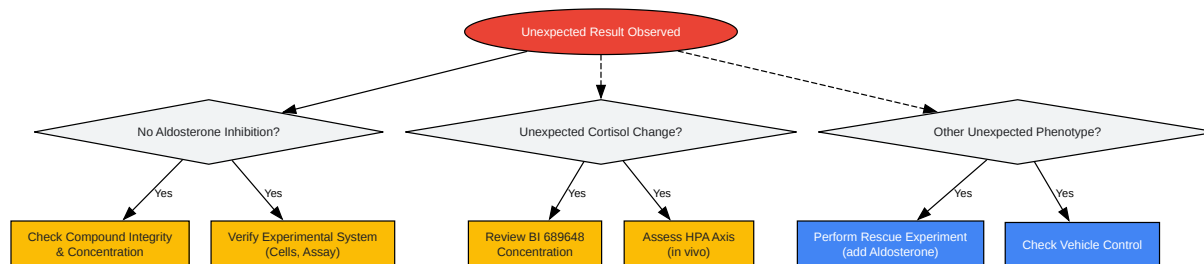 Unexpected Result Observed
No Aldosterone Inhibition?
Unexpected Cortisol Change?
Other Unexpected Phenotype?
Yes
Yes
Yes
Yes
Yes
Yes
Check Compound Integrity
& Concentration
Verify Experimental System
(Cells, Assay)
Review BI 689648
Concentration
Assess HPA Axis
(in vivo)
Perform Rescue Experiment
(add Aldosterone)
Check Vehicle Control